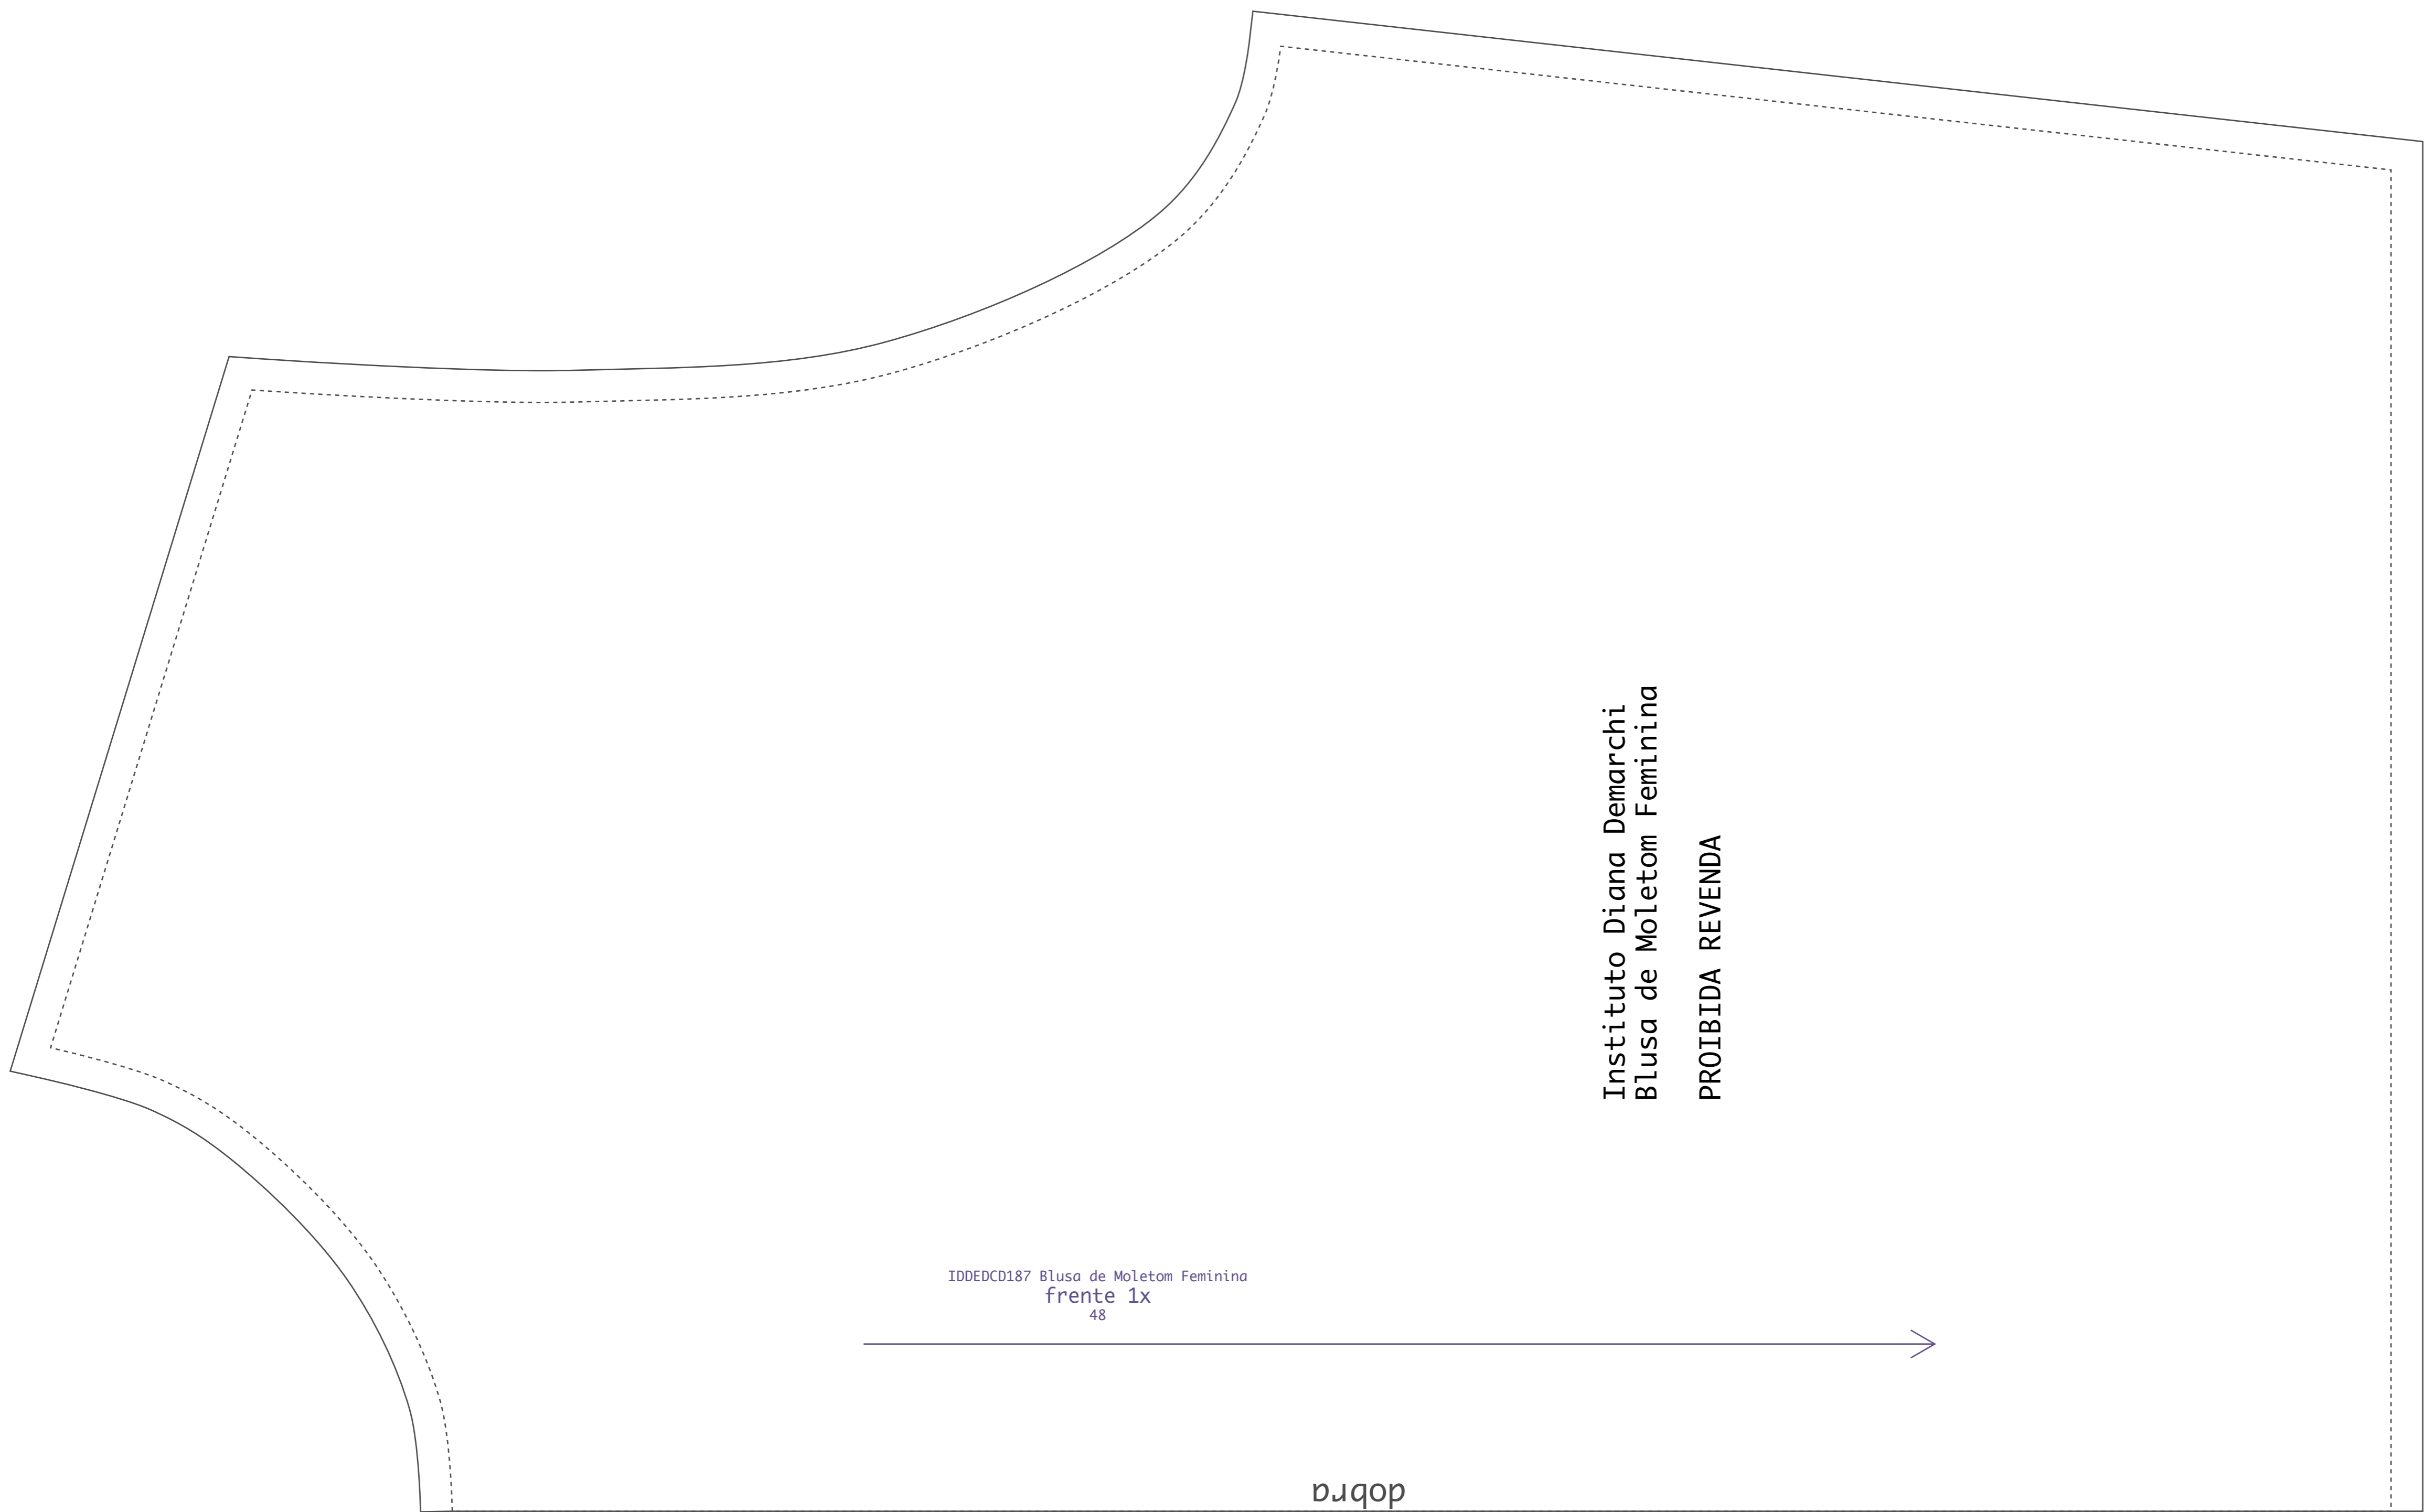 Instituto Diana Demarchi
Blusa de Moletom Feminina
PROIBIDA REVENDA
IDDEDCD187 Blusa de Moletom Feminina
frente 1x
48
dobra